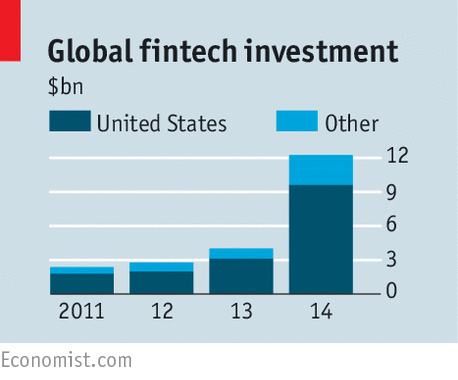 Global fintech investment
$bn
United States Other
12
9
6
3
0
2011 12 13 14
Economist.com